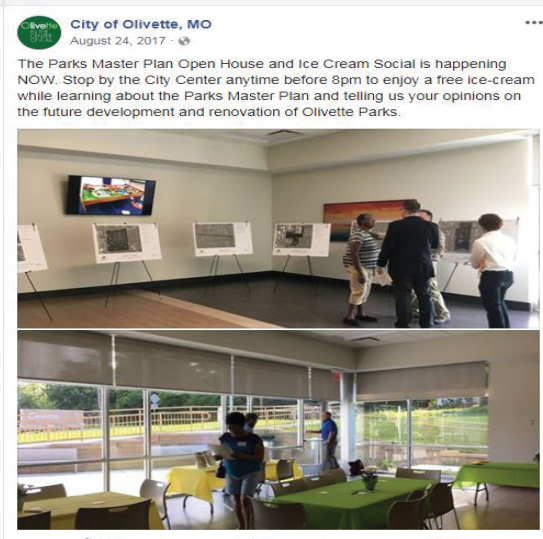 Olivette
City of Olivette, MO
August 24, 2017 ·
The Parks Master Plan Open House and Ice Cream Social is happening
NOW. Stop by the City Center anytime before 8pm to enjoy a free ice-cream
while learning about the Parks Master Plan and telling us your opinions on
the future development and renovation of Olivette Parks.